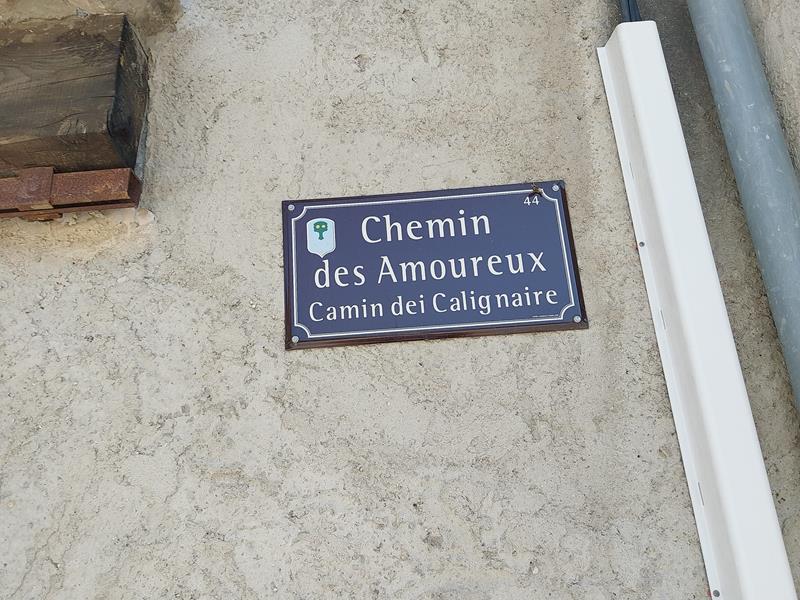 44
Chemin
des Amoureux
Camin dei Calignaire